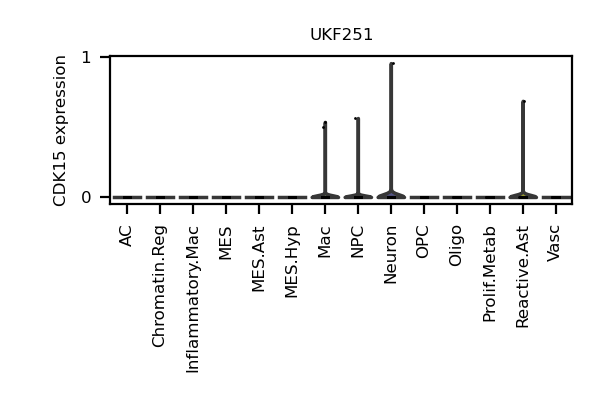 UKF251
CDK15 expression
1
0
AC
Chromatin.Reg
Inflammatory.Mac
MES
MES.Ast
MES.Hyp
Mac
NPC
Neuron
OPC
Oligo
Prolif.Metab
Reactive.Ast
Vasc